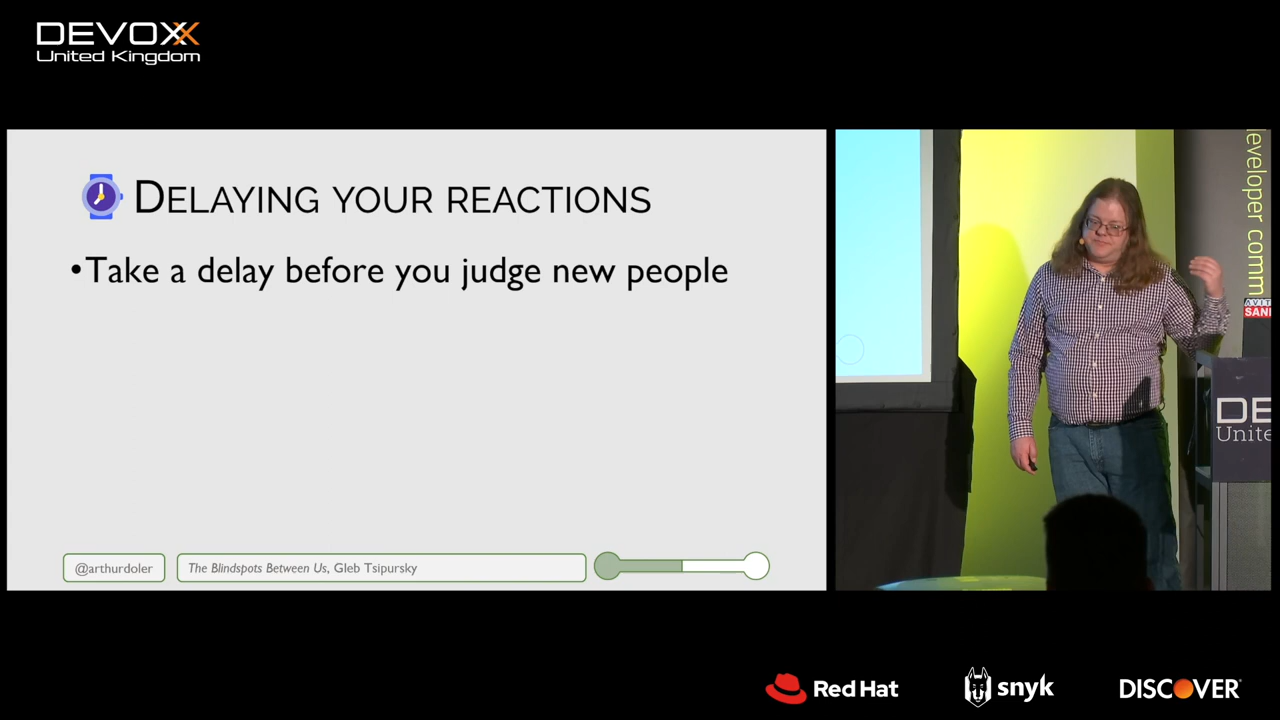 DEVOXX
United Kingdom
DELAYING YOUR REACTIONS
•Take a delay before you judge new people
@arthurdoler
The Blindspots Between Us, Gleb Tsipursky
eveloper comm
SAN
DE
Unite
Red Hat
snyk
DISCOVER